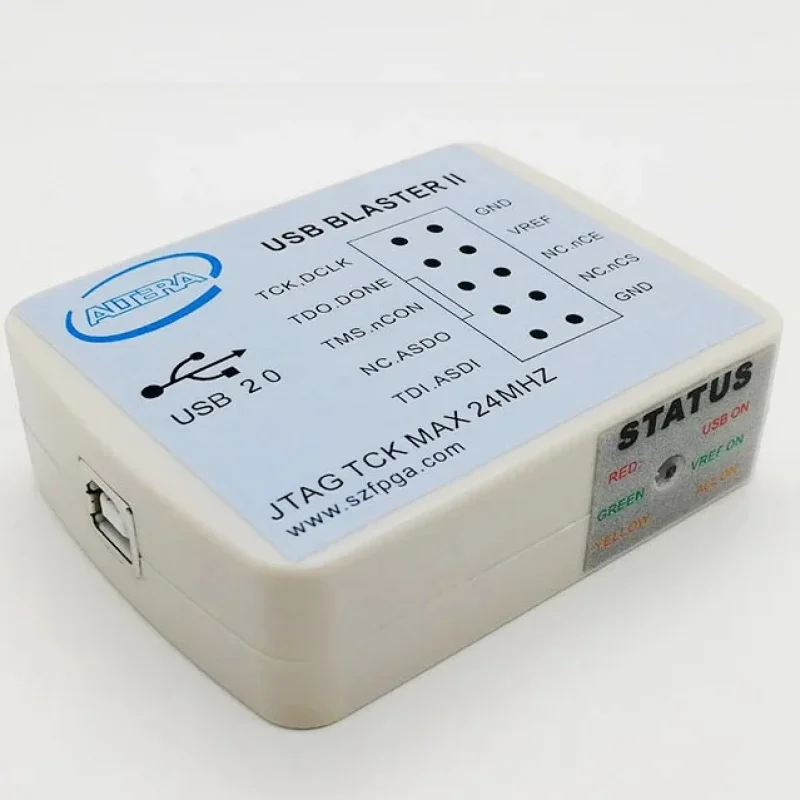 USB BLASTER II
ALTERA
USB 2.0
TCK,DCLK
GND
TDO.DONE
VREF
TMS.nCON
NC.nCE
NC.ASDO
NC.nCS
TDI.ASDI
GND
JTAG TCK MAX 24MHZ
www.szfpga.com
STATUS
RED: USB ON
GREEN VREF ON
YELLOW